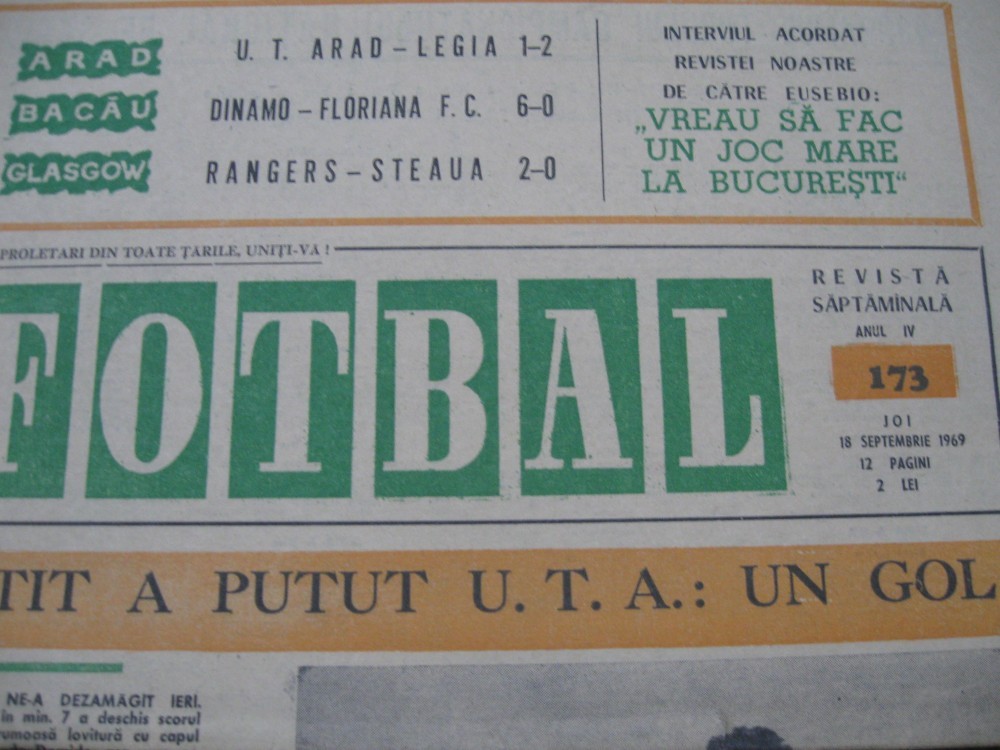 ARAD
U. T. ARAD – LEGIA 1–2
BACĂU
DINAMO – FLORIANA F. C. 6–0
GLASGOW
RANGERS – STEAUA 2–0
INTERVIUL ACORDAT
REVISTEI NOASTRE
DE CĂTRE EUSEBIO:
„VREAU SĂ FAC
UN JOC MARE
LA BUCUREȘTI“
PROLETARI DIN TOATE ȚĂRILE, UNIȚI-VĂ !
FOTBAL
REVISTĂ
SĂPTĂMÎNALĂ
ANUL IV
173
JOI
18 SEPTEMBRIE 1969
12 PAGINI
2 LEI
TIT A PUTUT U. T. A.: UN GOL
NE-A DEZAMĂGIT IERI.
în min. 7 a deschis scorul
umoasă lovitură cu capul